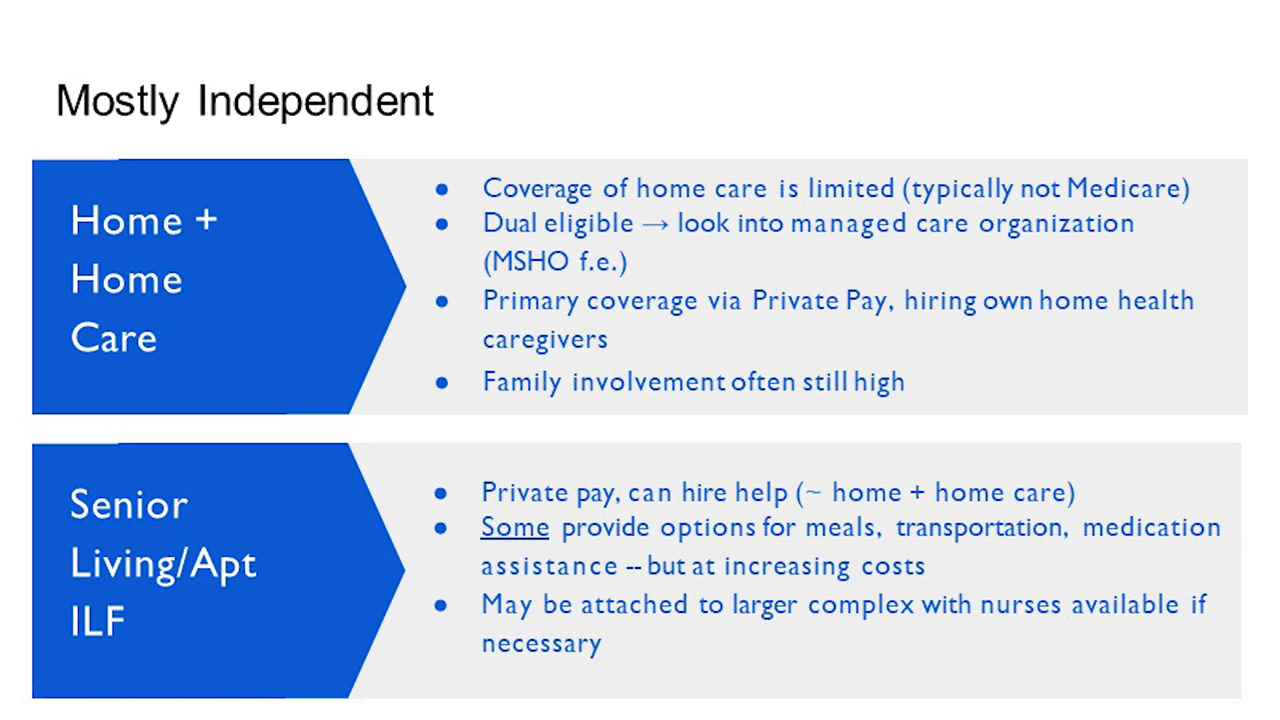 Mostly Independent
Home +
Home
Care
● Coverage of home care is limited (typically not Medicare)
● Dual eligible → look into managed care organization
(MSHO f.e.)
● Primary coverage via Private Pay, hiring own home health
caregivers
● Family involvement often still high
Senior
Living/Apt
ILF
● Private pay, can hire help (~ home + home care)
● Some provide options for meals, transportation, medication
assistance -- but at increasing costs
● May be attached to larger complex with nurses available if
necessary